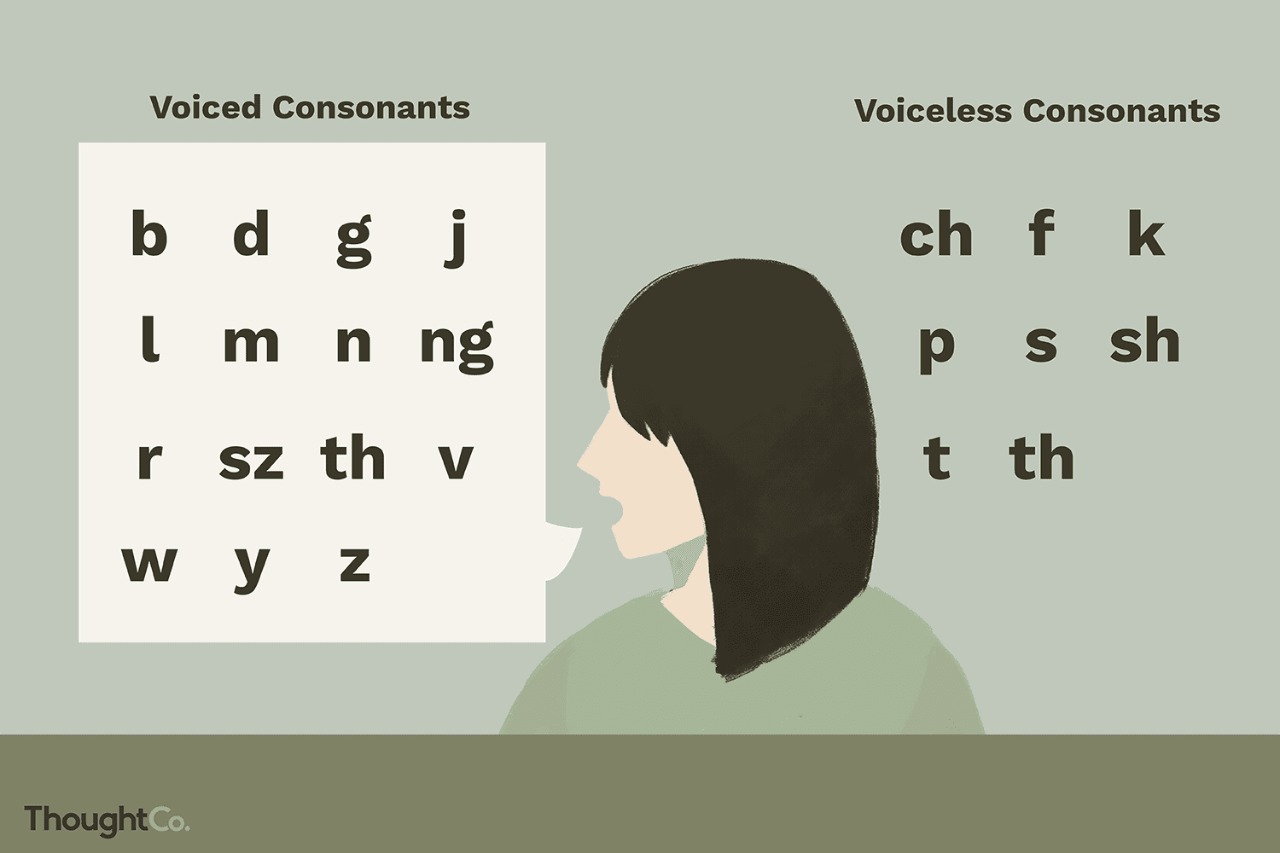 Voiced Consonants
b d g j
l m n ng
r sz th v
w y z
Voiceless Consonants
ch f k
p s sh
t th
ThoughtCo.